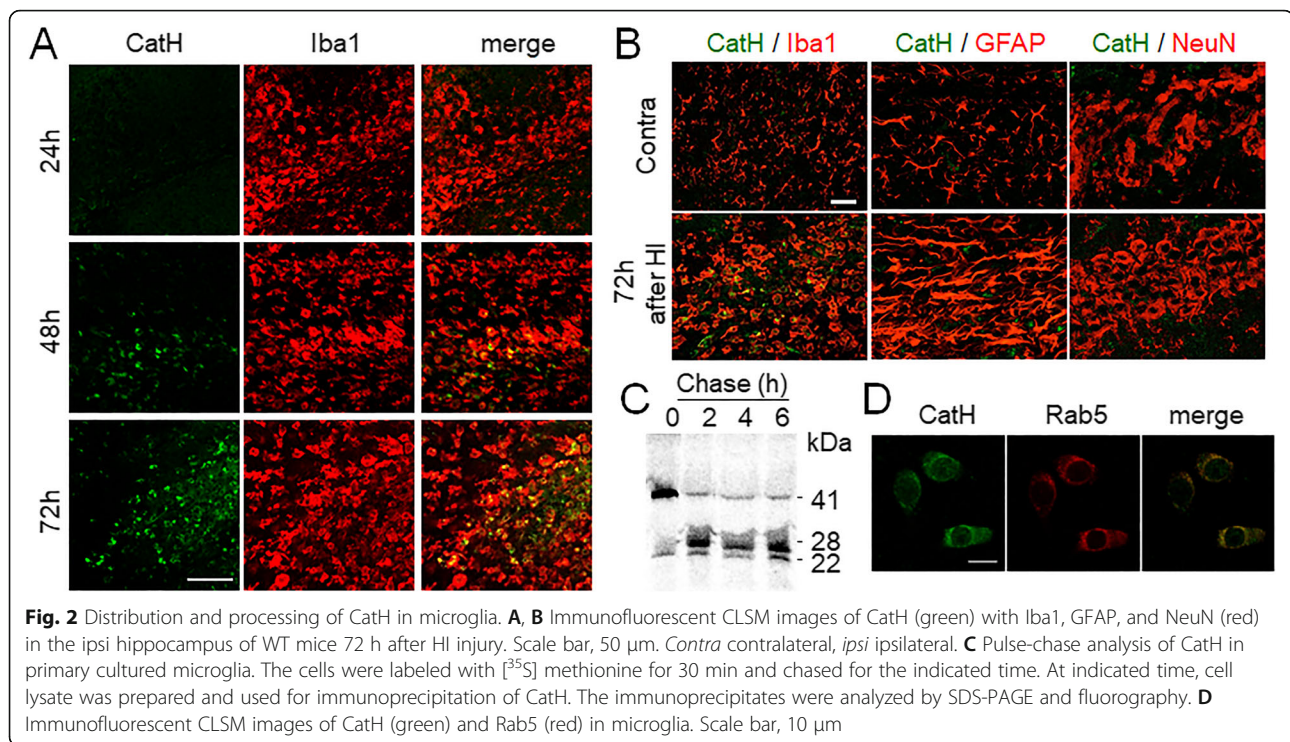 A
CatH Iba1 merge
24h
48h
72h
B
CatH / Iba1 CatH / GFAP CatH / NeuN
Contra
72h
after HI
C
Chase (h)
0 2 4 6
kDa
- 41
- 28
- 22
D
CatH Rab5 merge
Fig. 2 Distribution and processing of CatH in microglia. A, B Immunofluorescent CLSM images of CatH (green) with Iba1, GFAP, and NeuN (red)
in the ipsi hippocampus of WT mice 72 h after HI injury. Scale bar, 50 μm. Contra contralateral, ipsi ipsilateral. C Pulse-chase analysis of CatH in
primary cultured microglia. The cells were labeled with [³⁵S] methionine for 30 min and chased for the indicated time. At indicated time, cell
lysate was prepared and used for immunoprecipitation of CatH. The immunoprecipitates were analyzed by SDS-PAGE and fluorography. D
Immunofluorescent CLSM images of CatH (green) and Rab5 (red) in microglia. Scale bar, 10 μm